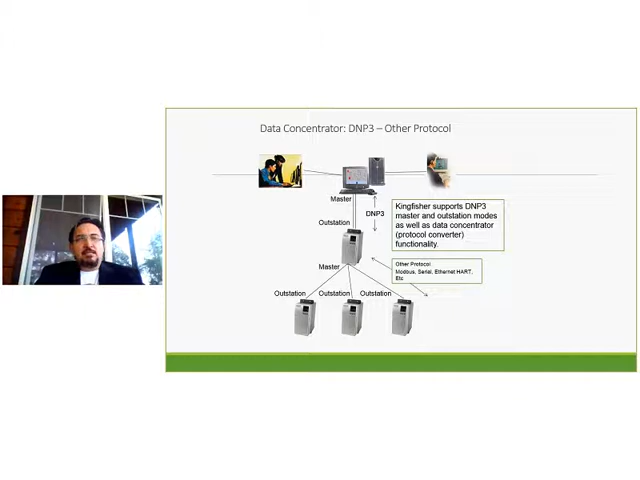 Data Concentrator: DNP3 – Other Protocol
Master
DNP3
Outstation
Kingfisher supports DNP3
master and outstation modes
as well as data concentrator
(protocol converter)
functionality.
Master
Other Protocol
Modbus, Serial, Ethernet HART,
Etc
Outstation Outstation Outstation